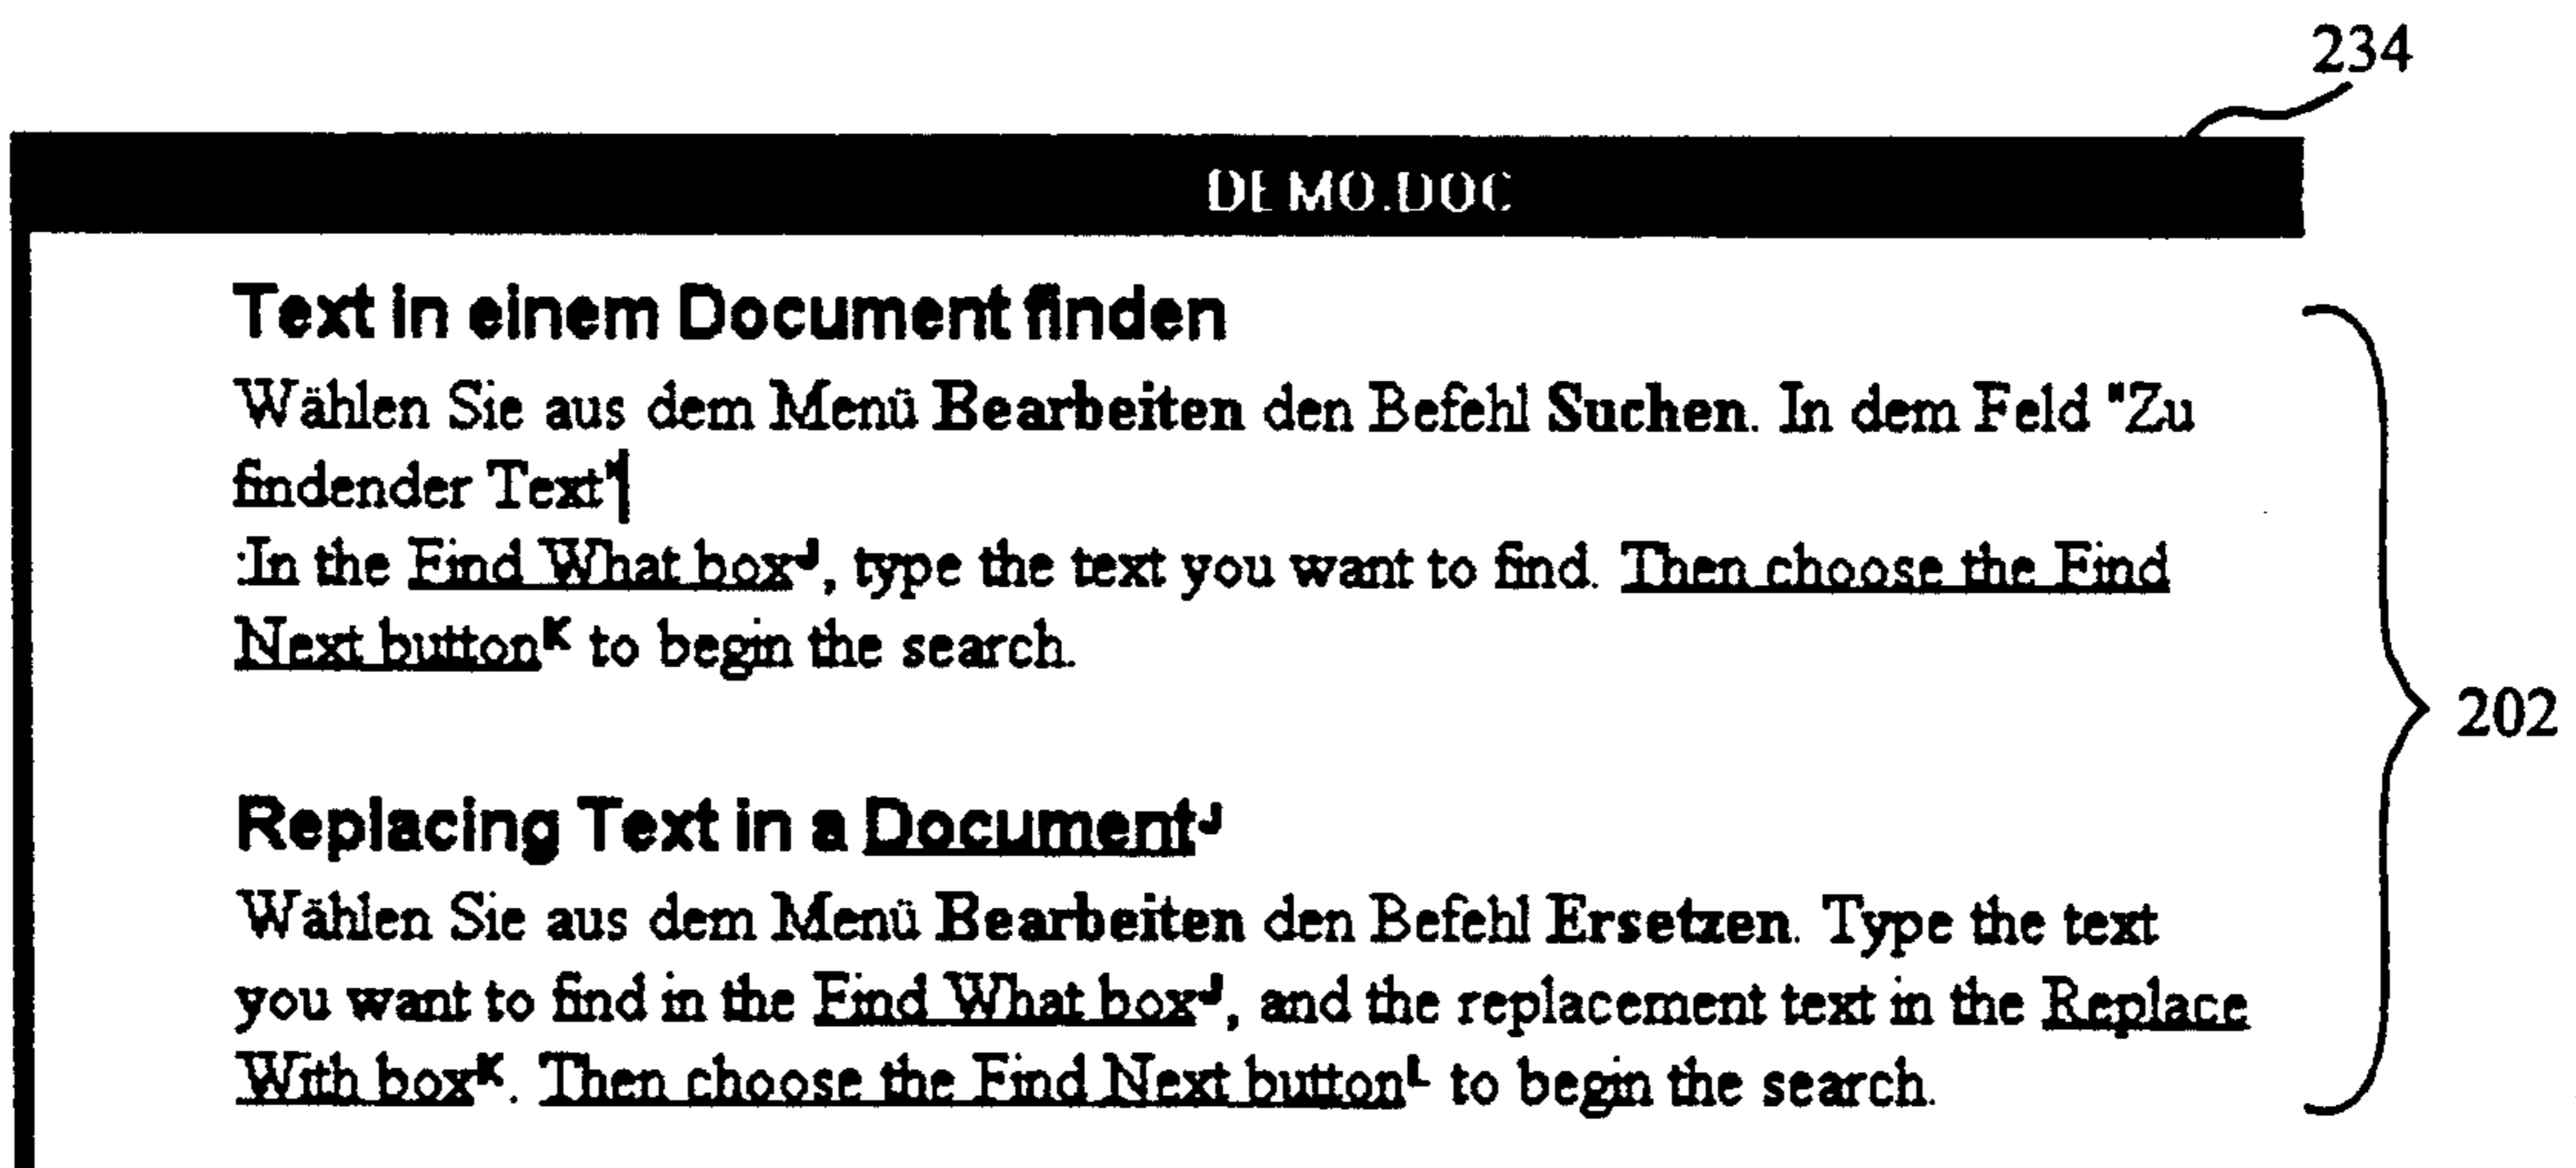 234
DEMO.DOC
Text in einem Document finden
Wählen Sie aus dem Menü Bearbeiten den Befehl Suchen. In dem Feld "Zu
findender Text"
In the Find What box ᴶ, type the text you want to find. Then choose the Find
Next button ᴷ to begin the search.
202
Replacing Text in a Document ᴶ
Wählen Sie aus dem Menü Bearbeiten den Befehl Ersetzen. Type the text
you want to find in the Find What box ᴶ, and the replacement text in the Replace
With box ᴷ. Then choose the Find Next button ᴸ to begin the search.